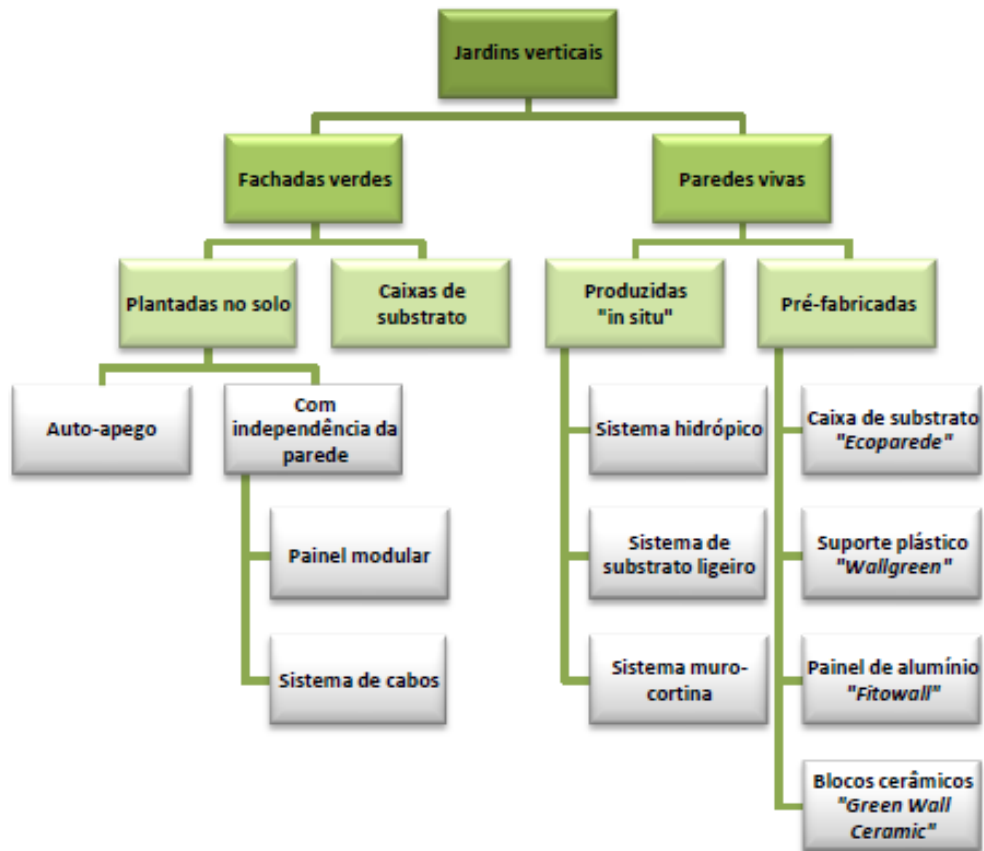 Jardins verticais
Fachadas verdes
Paredes vivas
Plantadas no solo
Caixas de
substrato
Produzidas
"in situ"
Pré-fabricadas
Auto-apego
Com
independência da
parede
Painel modular
Sistema de cabos
Sistema hidrópico
Sistema de
substrato ligeiro
Sistema muro-
cortina
Caixa de substrato
"Ecoparede"
Suporte plástico
"Wallgreen"
Painel de alumínio
"Fitowall"
Blocos cerâmicos
"Green Wall
Ceramic"